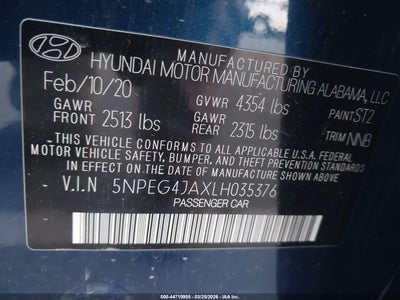 MANUFACTURED BY
HYUNDAI MOTOR MANUFACTURING ALABAMA, LLC
Feb/10/20 GVWR 4354 lbs PAINT ST2
GAWR FRONT 2513 lbs GAWR REAR 2315 lbs TRIM NNB
THIS VEHICLE CONFORMS TO ALL APPLICABLE U.S.A FEDERAL
MOTOR VEHICLE SAFETY, BUMPER, AND THEFT PREVENTION STANDARDS
IN EFFECT ON THE DATE OF MANUFACTURE SHOWN ABOVE.
V.I.N 5NPEG4JAXLH035376
PASSENGER CAR
000-44710955 - 03/25/2026 - IAA, Inc.